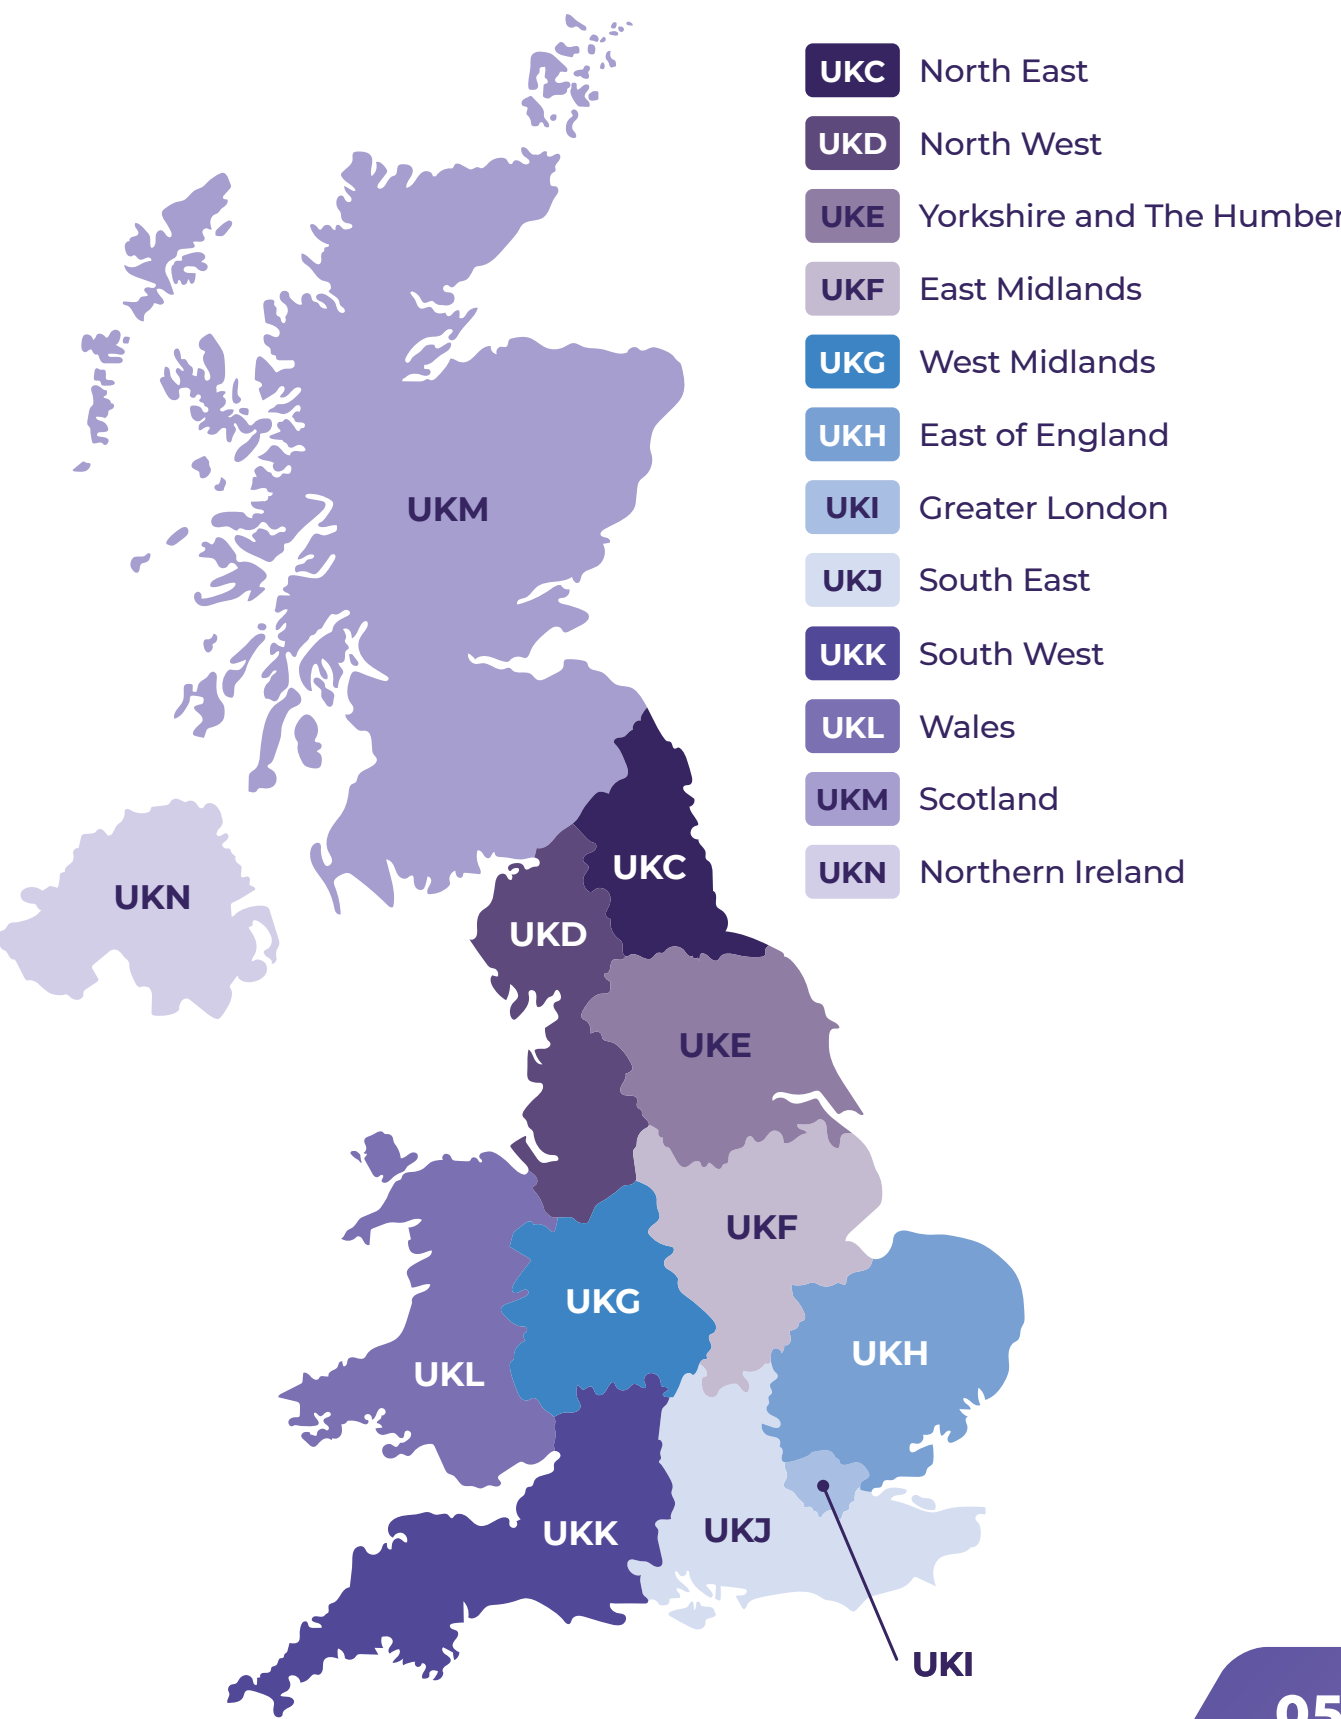 UKC North East
UKD North West
UKE Yorkshire and The Humber
UKF East Midlands
UKG West Midlands
UKH East of England
UKI Greater London
UKJ South East
UKK South West
UKL Wales
UKM Scotland
UKN Northern Ireland
UKM
UKC
UKN
UKD
UKE
UKF
UKG
UKH
UKL
UKJ
UKK
UKI
05